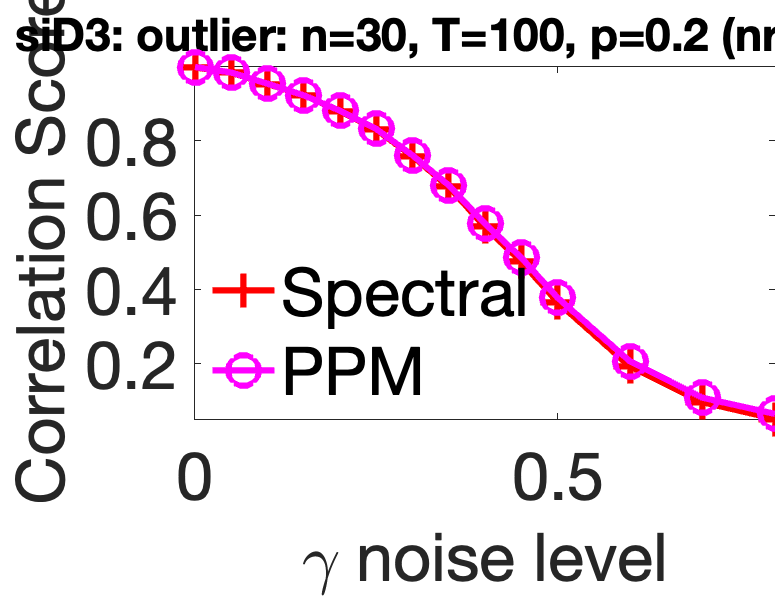 siD3: outlier: n=30, T=100, p=0.2 (nr
Correlation Score
0.8
0.6
0.4
0.2
Spectral
PPM
0
0.5
γ noise level